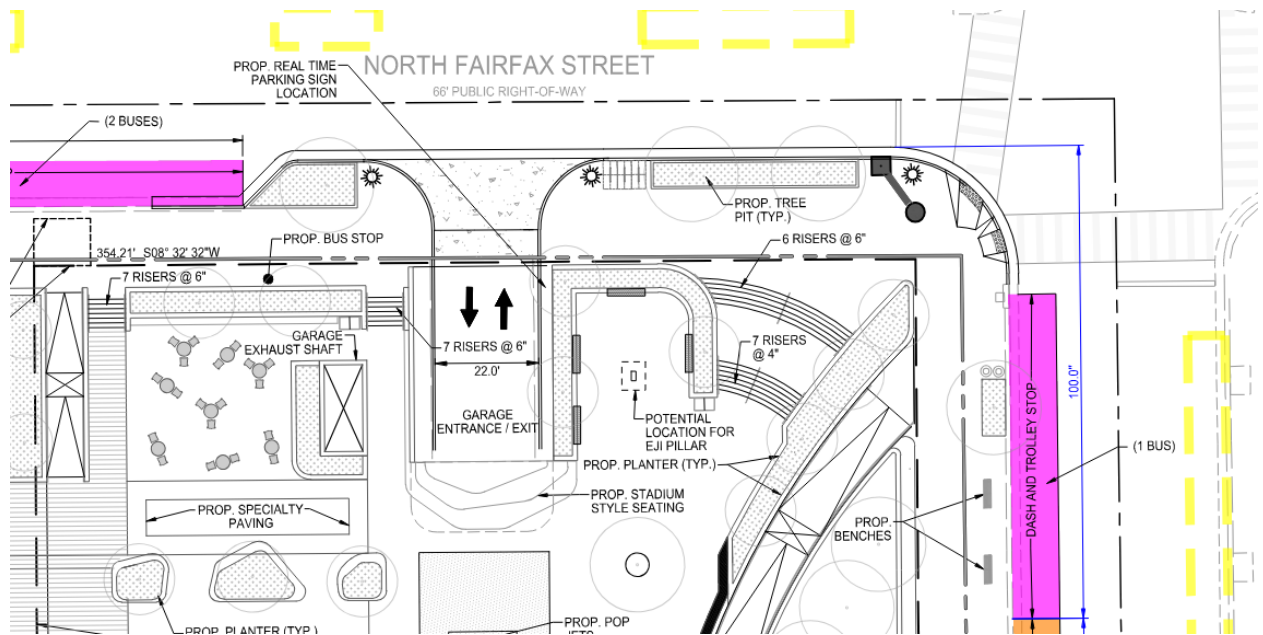 NORTH FAIRFAX STREET
66' PUBLIC RIGHT-OF-WAY
PROP. REAL TIME
PARKING SIGN
LOCATION
(2 BUSES)
PROP. TREE
PIT (TYP.)
PROP. BUS STOP
354.21' S08° 32' 32"W
6 RISERS @ 6"
7 RISERS @ 6"
GARAGE
EXHAUST SHAFT
7 RISERS @ 6"
22.0'
7 RISERS
@ 4"
GARAGE
ENTRANCE / EXIT
POTENTIAL
LOCATION FOR
EJI PILLAR
PROP. PLANTER (TYP.)
PROP. STADIUM
STYLE SEATING
PROP. SPECIALTY
PAVING
PROP.
BENCHES
DASH AND TROLLEY STOP
100.0"
(1 BUS)
PROP. PLANTER (TYP.)
PROP. POP
JETS